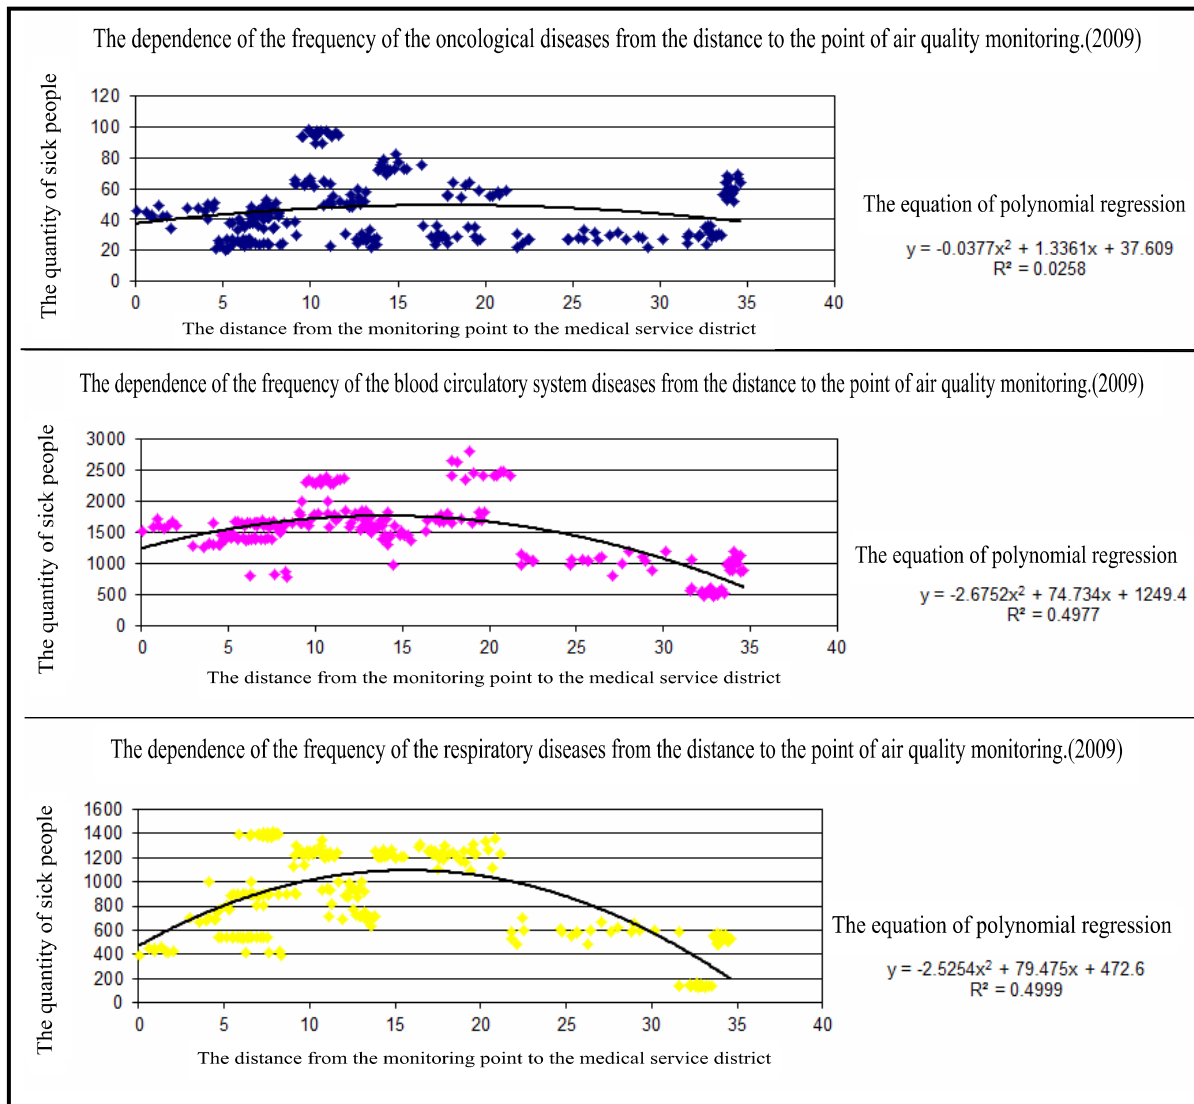 The dependence of the frequency of the oncological diseases from the distance to the point of air quality monitoring.(2009)
The quantity of sick people
120
100
80
60
40
20
0
0 5 10 15 20 25 30 35 40
The distance from the monitoring point to the medical service district
The equation of polynomial regression
y = -0.0377x² + 1.3361x + 37.609
R² = 0.0258
The dependence of the frequency of the blood circulatory system diseases from the distance to the point of air quality monitoring.(2009)
The quantity of sick people
3000
2500
2000
1500
1000
500
0
0 5 10 15 20 25 30 35 40
The distance from the monitoring point to the medical service district
The equation of polynomial regression
y = -2.6752x² + 74.734x + 1249.4
R² = 0.4977
The dependence of the frequency of the respiratory diseases from the distance to the point of air quality monitoring.(2009)
The quantity of sick people
1600
1400
1200
1000
800
600
400
200
0
0 5 10 15 20 25 30 35 40
The distance from the monitoring point to the medical service district
The equation of polynomial regression
y = -2.5254x² + 79.475x + 472.6
R² = 0.4999